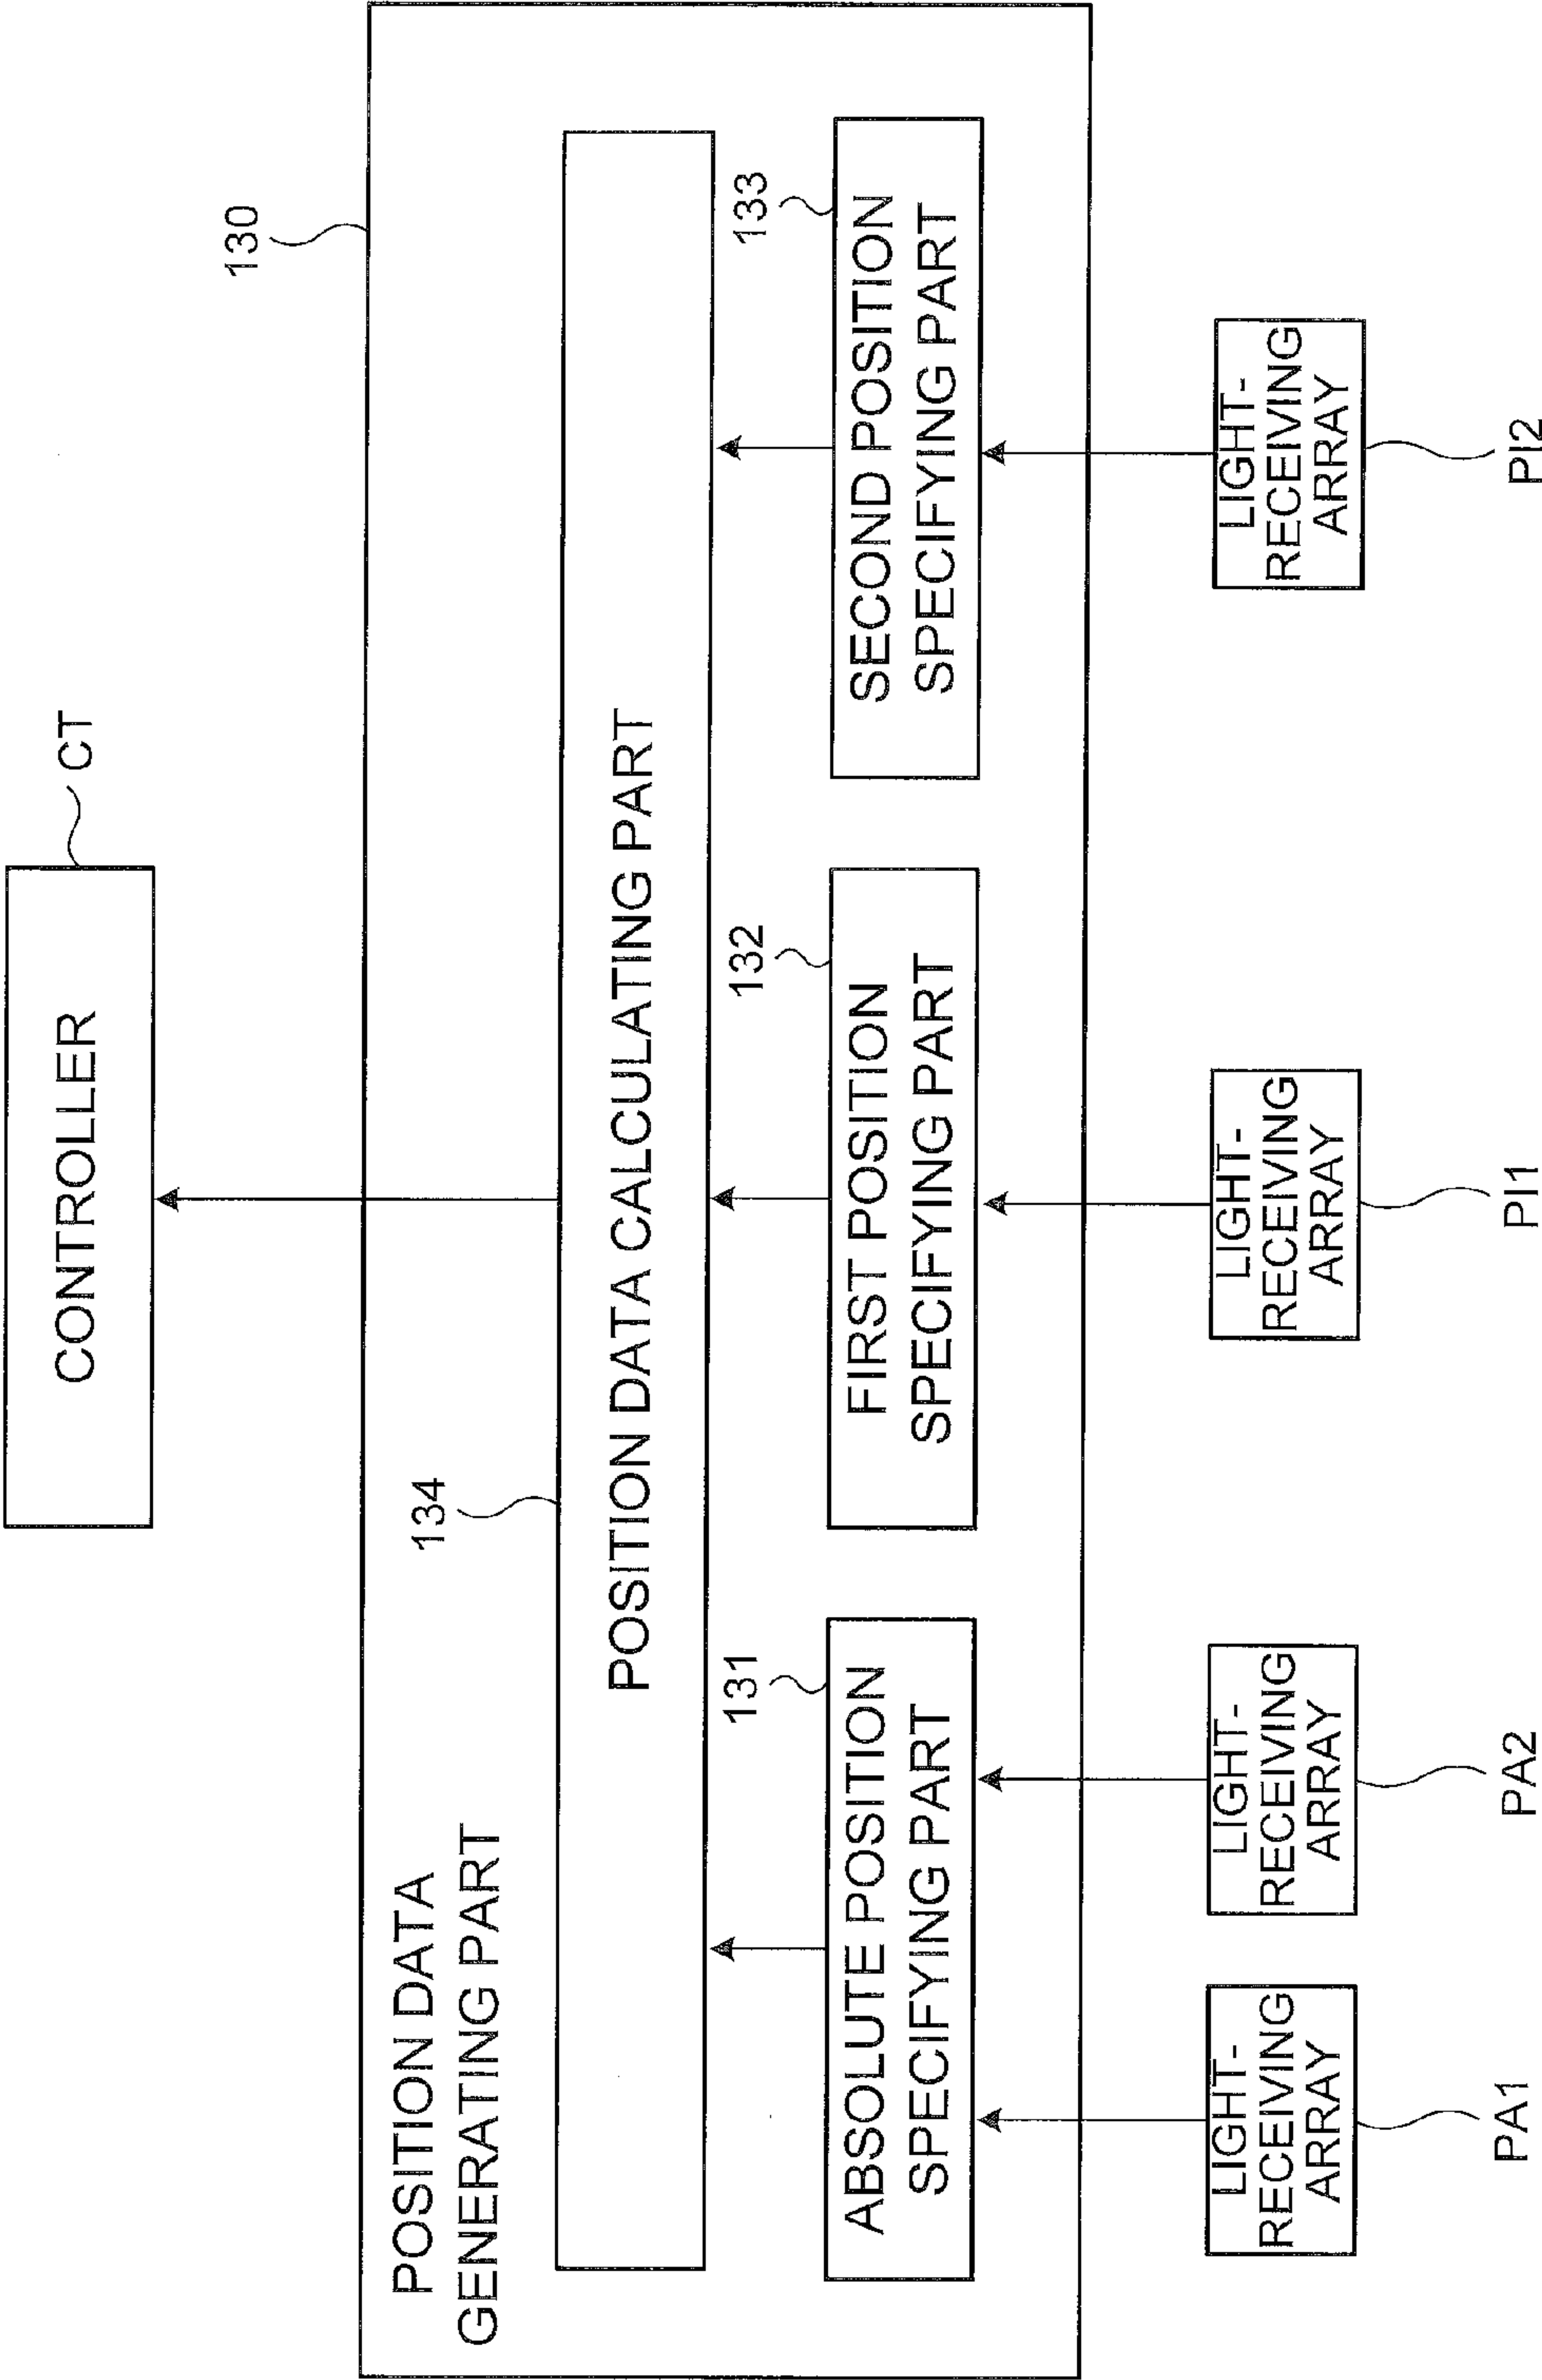 CONTROLLER
CT
130
POSITION DATA
GENERATING PART
134
POSITION DATA CALCULATING PART
131
ABSOLUTE POSITION
SPECIFYING PART
132
FIRST POSITION
SPECIFYING PART
133
SECOND POSITION
SPECIFYING PART
LIGHT-
RECEIVING
ARRAY
PA1
LIGHT-
RECEIVING
ARRAY
PA2
LIGHT-
RECEIVING
ARRAY
PI1
LIGHT-
RECEIVING
ARRAY
PI2